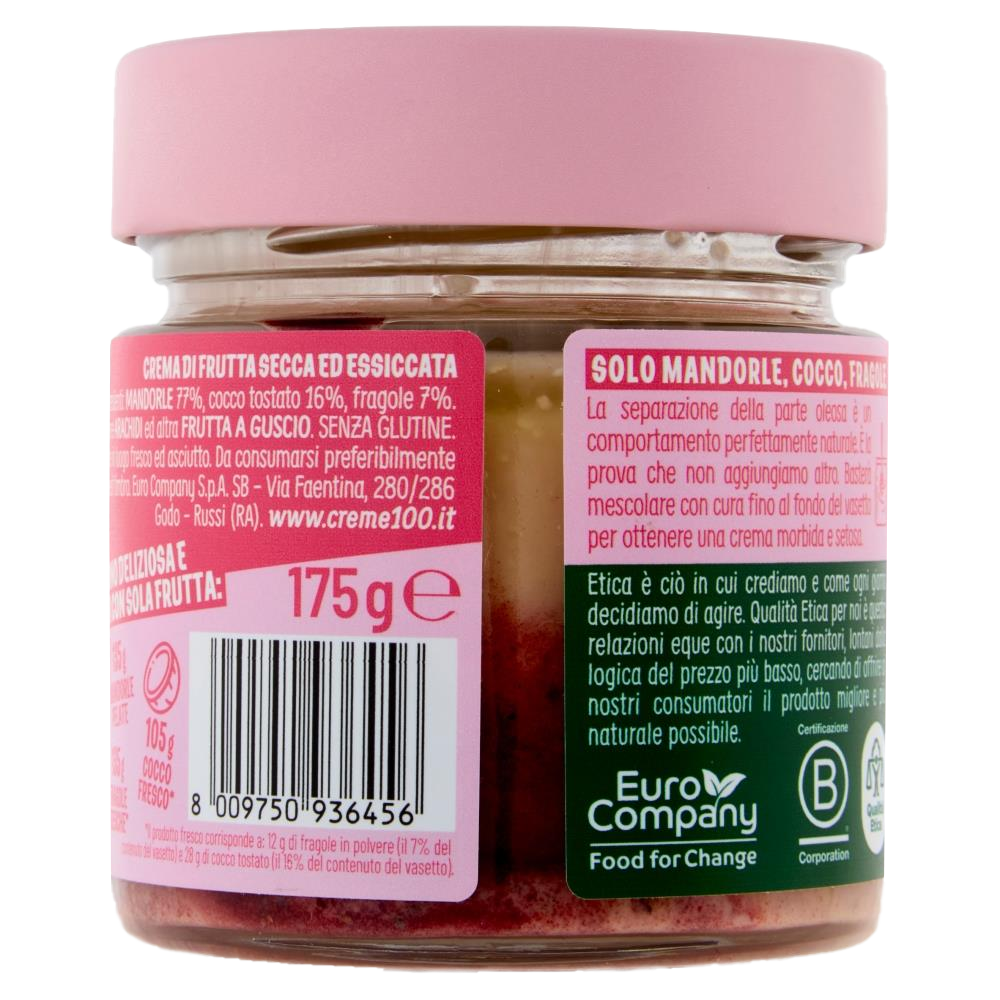 CREMA DI FRUTTA SECCA ED ESSICCATA
MANDORLE 77%, cocco tostato 16%, fragole 7%.
ARACHIDI ed altra FRUTTA A GUSCIO. SENZA GLUTINE.
luogo fresco ed asciutto. Da consumarsi preferibilmente
Euro Company S.p.A. SB - Via Faentina, 280/286
Godo - Russi (RA). www.creme100.it
DELIZIOSA E
CON SOLA FRUTTA:
175 g e
105 g
COCCO
FRESCO*
8 009750 936456
*Il prodotto fresco corrisponde a: 12 g di fragole in polvere (il 7% del
contenuto del vasetto) e 28 g di cocco tostato (il 16% del contenuto del vasetto).
SOLO MANDORLE, COCCO, FRAGOLE
La separazione della parte oleosa è un
comportamento perfettamente naturale. È la
prova che non aggiungiamo altro. Basterà
mescolare con cura fino al fondo del vasetto
per ottenere una crema morbida e setosa.
Etica è ciò in cui crediamo e come ogni giorno
decidiamo di agire. Qualità Etica per noi è questo:
relazioni eque con i nostri fornitori, lontani dalla
logica del prezzo più basso, cercando di offrire ai
nostri consumatori il prodotto migliore e più
naturale possibile.
Euro
Company
Food for Change
Certificazione
B
Corporation
Qualità
Etica